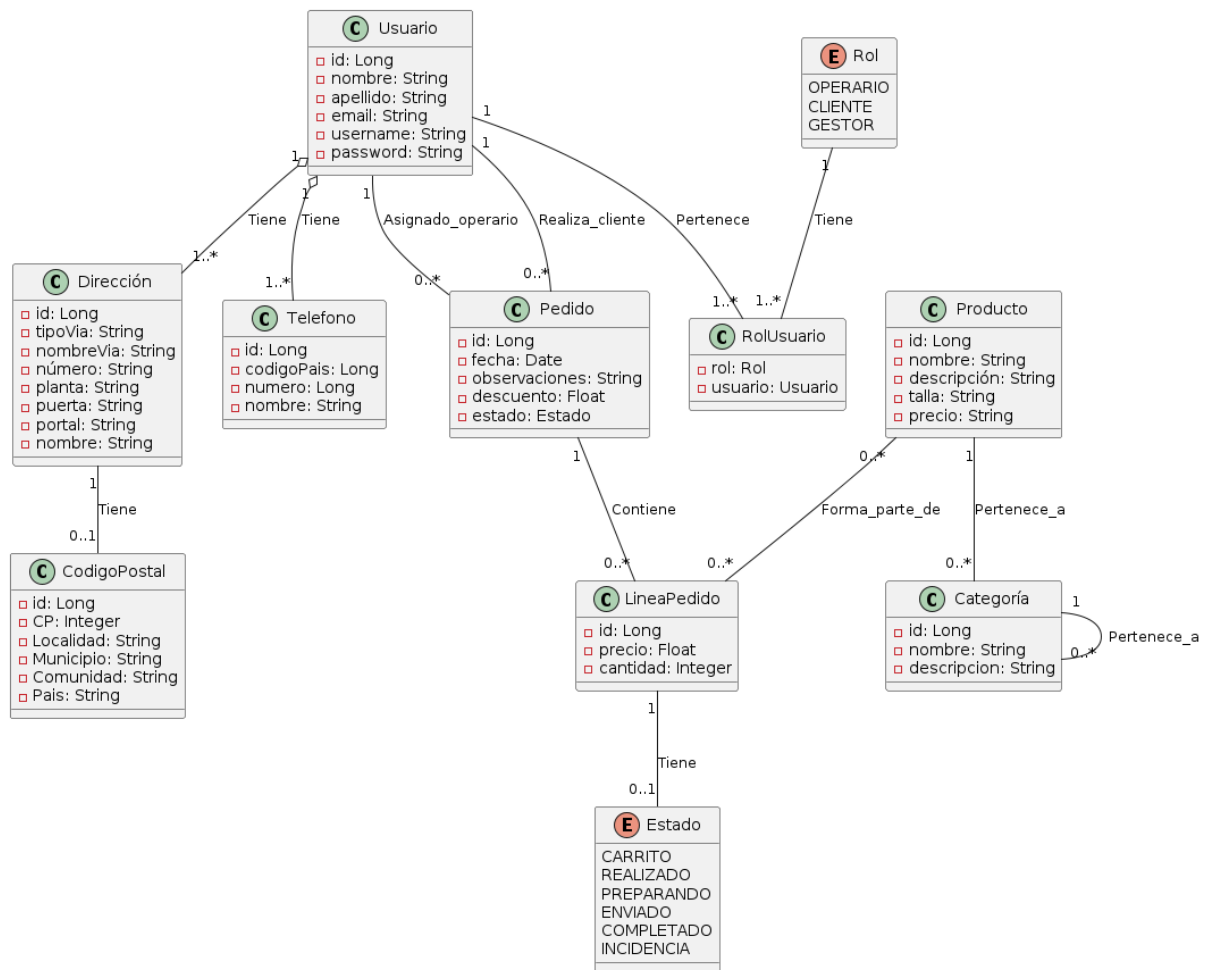 C Usuario
id: Long
nombre: String
apellido: String
email: String
username: String
password: String
E Rol
OPERARIO
CLIENTE
GESTOR
1
1
1
1
1
1
Tiene
Tiene
Asignado_operario
Realiza_cliente
Pertenece
Tiene
1..*
1..*
0..*
0..*
1..*
1..*
C Dirección
id: Long
tipoVia: String
nombreVia: String
número: String
planta: String
puerta: String
portal: String
nombre: String
C Telefono
id: Long
codigoPais: Long
numero: Long
nombre: String
C Pedido
id: Long
fecha: Date
observaciones: String
descuento: Float
estado: Estado
C RolUsuario
rol: Rol
usuario: Usuario
C Producto
id: Long
nombre: String
descripción: String
talla: String
precio: String
1
1
0..*
1
Tiene
Contiene
Forma_parte_de
Pertenece_a
0..1
0..*
0..*
0..*
C CodigoPostal
id: Long
CP: Integer
Localidad: String
Municipio: String
Comunidad: String
Pais: String
C LineaPedido
id: Long
precio: Float
cantidad: Integer
C Categoría
id: Long
nombre: String
descripcion: String
1
Pertenece_a
0..*
1
Tiene
0..1
E Estado
CARRITO
REALIZADO
PREPARANDO
ENVIADO
COMPLETADO
INCIDENCIA